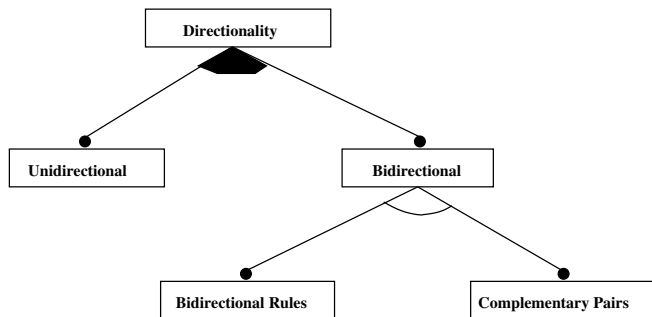 Directionality
Unidirectional
Bidirectional
Bidirectional Rules
Complementary Pairs